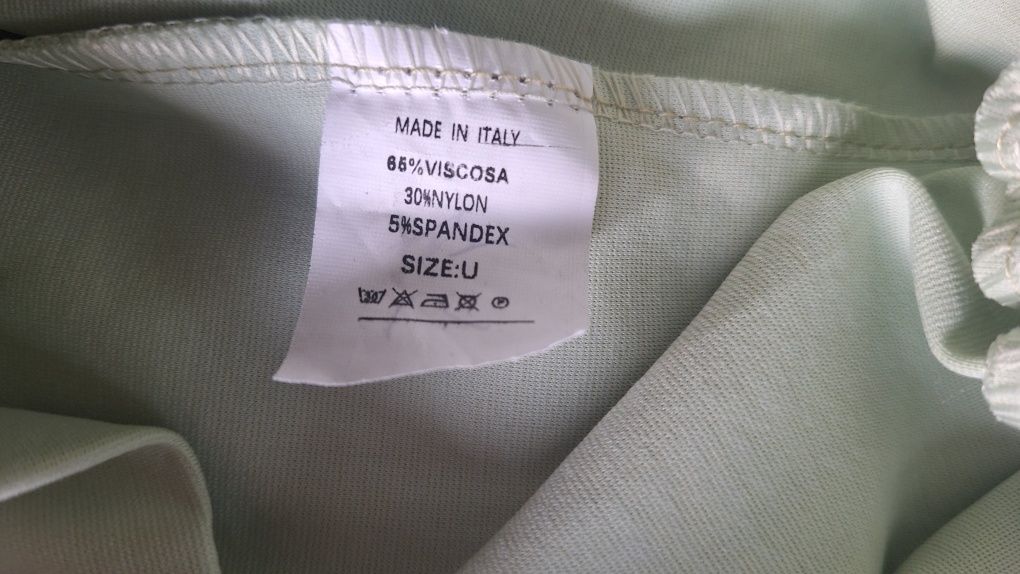 MADE IN ITALY
65%VISCOSA
30%NYLON
5%SPANDEX
SIZE:U
P